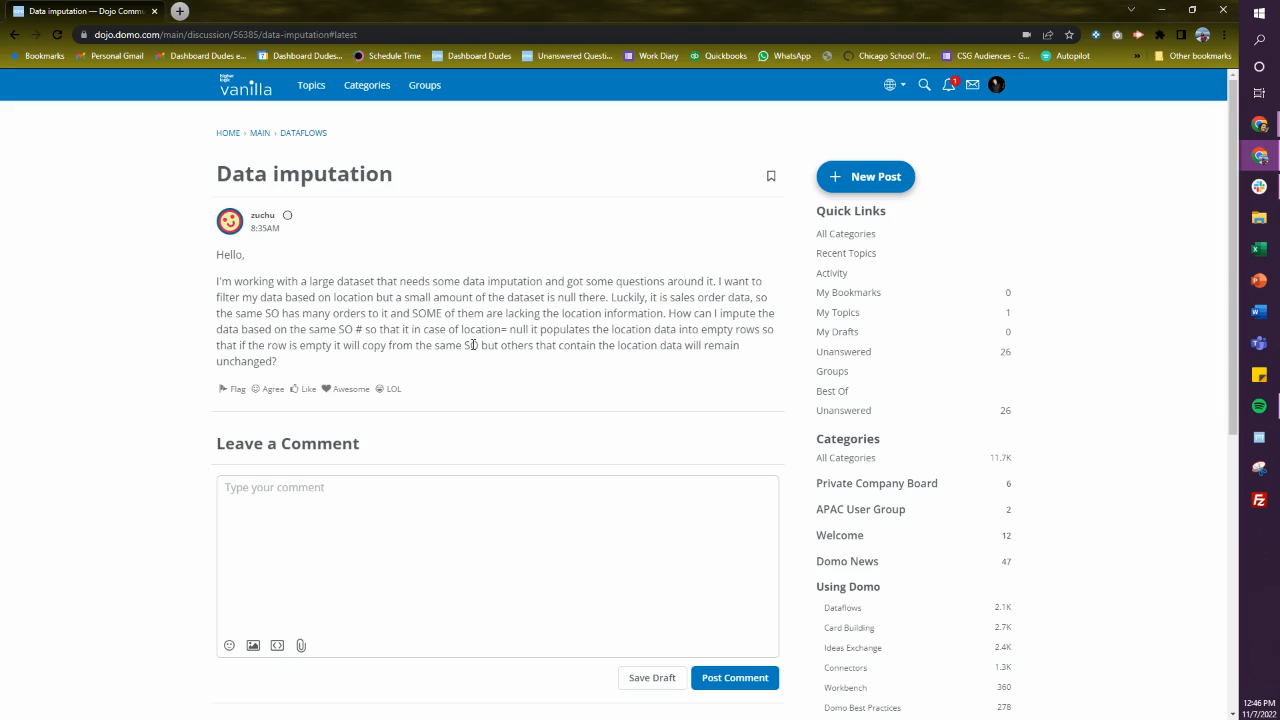 Data imputation — Dojo Commu
dojo.domo.com/main/discussion/56385/data-imputation#latest
Bookmarks
Dashboard Dudes E...
Dashboard Dudes...
Schedule Time
Dashboard Dudes
Unanswered Questi...
Work Diary
Quickbooks
WhatsApp
Chicago School Of...
CSG Audiences - G...
Autopilot
»
Other bookmarks
higher logic
vanilla
Topics
Categories
Groups
1
HOME › MAIN › DATAFLOWS
Data imputation
zuchu
8:35AM
Hello,
I'm working with a large dataset that needs some data imputation and got some questions around it. I want to
filter my data based on location but a small amount of the dataset is null there. Luckily, it is sales order data, so
the same SO has many orders to it and SOME of them are lacking the location information. How can I impute the
data based on the same SO # so that it in case of location= null it populates the location data into empty rows so
that if the row is empty it will copy from the same SO but others that contain the location data will remain
unchanged?
Flag Agree Like Awesome LOL
Leave a Comment
Type your comment
Save Draft
Post Comment
+ New Post
Quick Links
All Categories
Recent Topics
Activity
My Bookmarks 0
My Topics 1
My Drafts 0
Unanswered 26
Groups
Best Of
Unanswered 26
Categories
All Categories 11.7K
Private Company Board 6
APAC User Group 2
Welcome 12
Domo News 47
Using Domo
Dataflows 2.1K
Card Building 2.7K
Ideas Exchange 2.4K
Connectors 1.3K
Workbench 360
Domo Best Practices 278
12:46 PM
11/7/2022